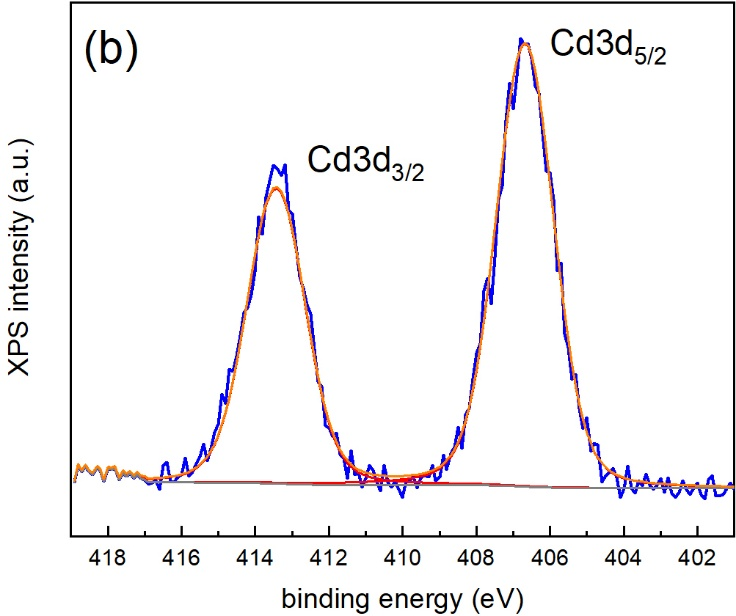 (b)
Cd3d5/2
Cd3d3/2
XPS intensity (a.u.)
418 416 414 412 410 408 406 404 402
binding energy (eV)